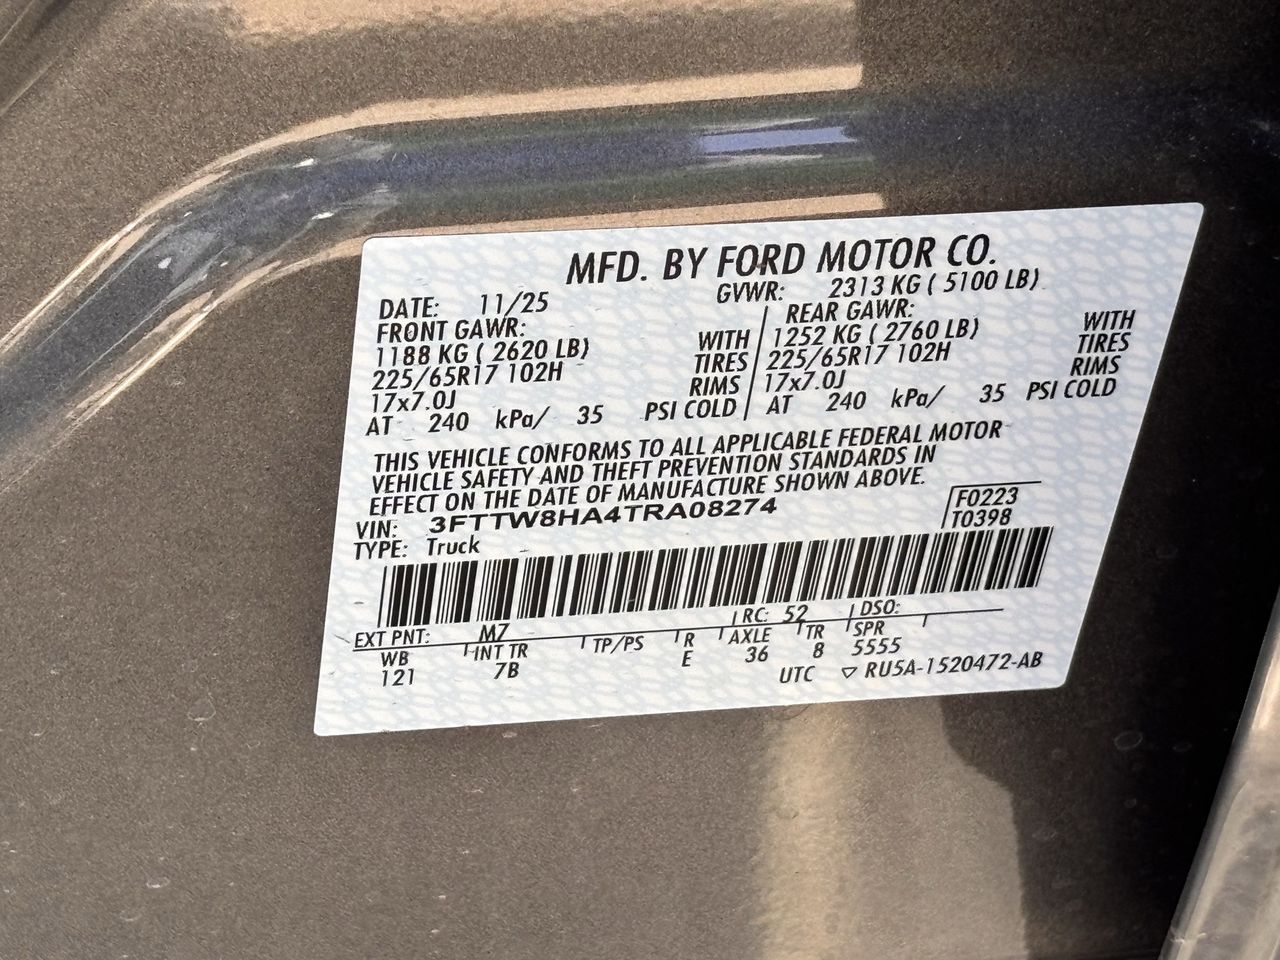 MFD. BY FORD MOTOR CO.
DATE: 11/25 GVWR: 2313 KG ( 5100 LB)
FRONT GAWR: REAR GAWR:
1188 KG ( 2620 LB) WITH 1252 KG ( 2760 LB) WITH
225/65R17 102H TIRES 225/65R17 102H TIRES
17x7.0J RIMS 17x7.0J RIMS
AT 240 kPa/ 35 PSI COLD AT 240 kPa/ 35 PSI COLD
THIS VEHICLE CONFORMS TO ALL APPLICABLE FEDERAL MOTOR
VEHICLE SAFETY AND THEFT PREVENTION STANDARDS IN
EFFECT ON THE DATE OF MANUFACTURE SHOWN ABOVE.
VIN: 3FTTW8HA4TRA08274 F0223
TYPE: Truck T0398
EXT PNT: M7 RC: 52 DSO:
WB INT TR TP/PS R AXLE TR SPR
121 7B E 36 8 5555
UTC ▽ RU5A-1520472-AB